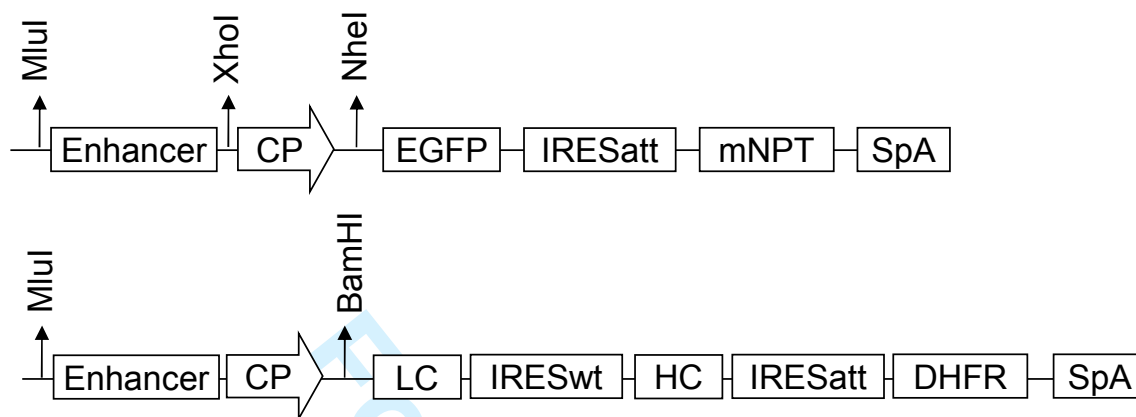 MluI XhoI NheI
Enhancer CP EGFP IRESatt mNPT SpA
MluI BamHI
Enhancer CP LC IRESwt HC IRESatt DHFR SpA